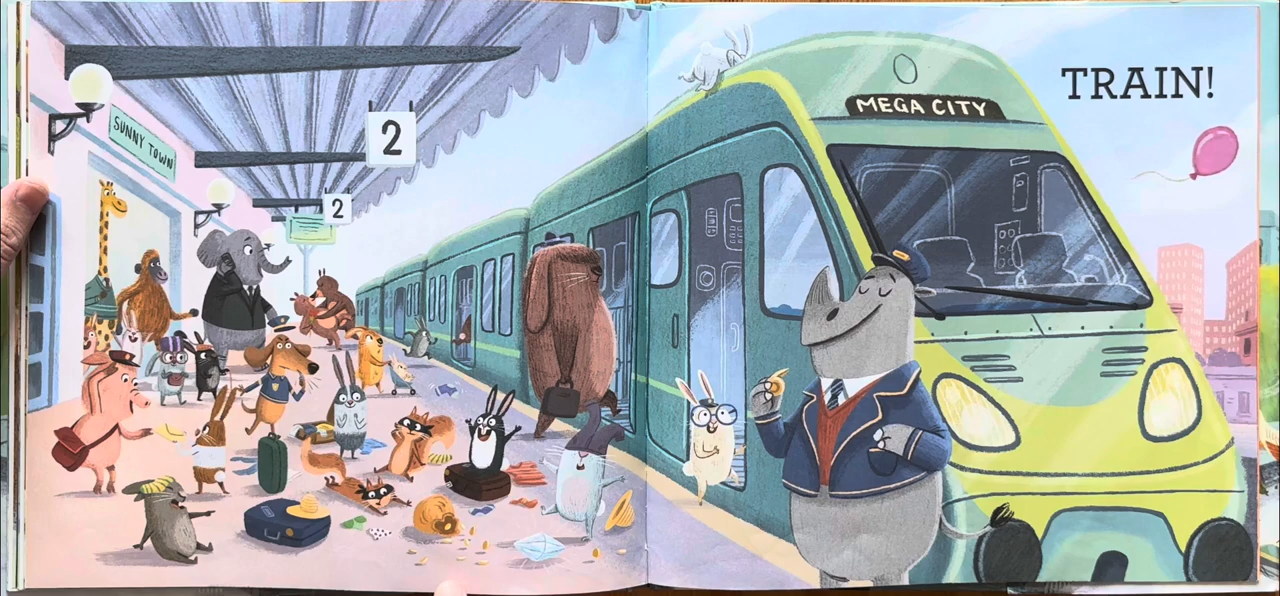 SUNNY TOWN
2
2
MEGA CITY
TRAIN!